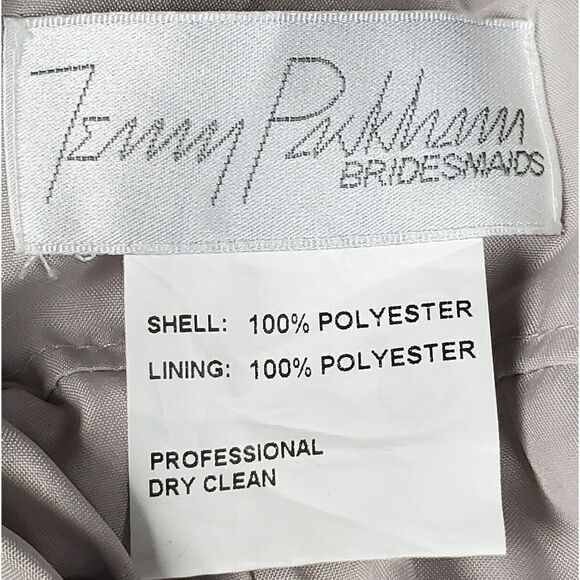 Jenny Packham
BRIDESMAIDS
SHELL: 100% POLYESTER
LINING: 100% POLYESTER
PROFESSIONAL
DRY CLEAN